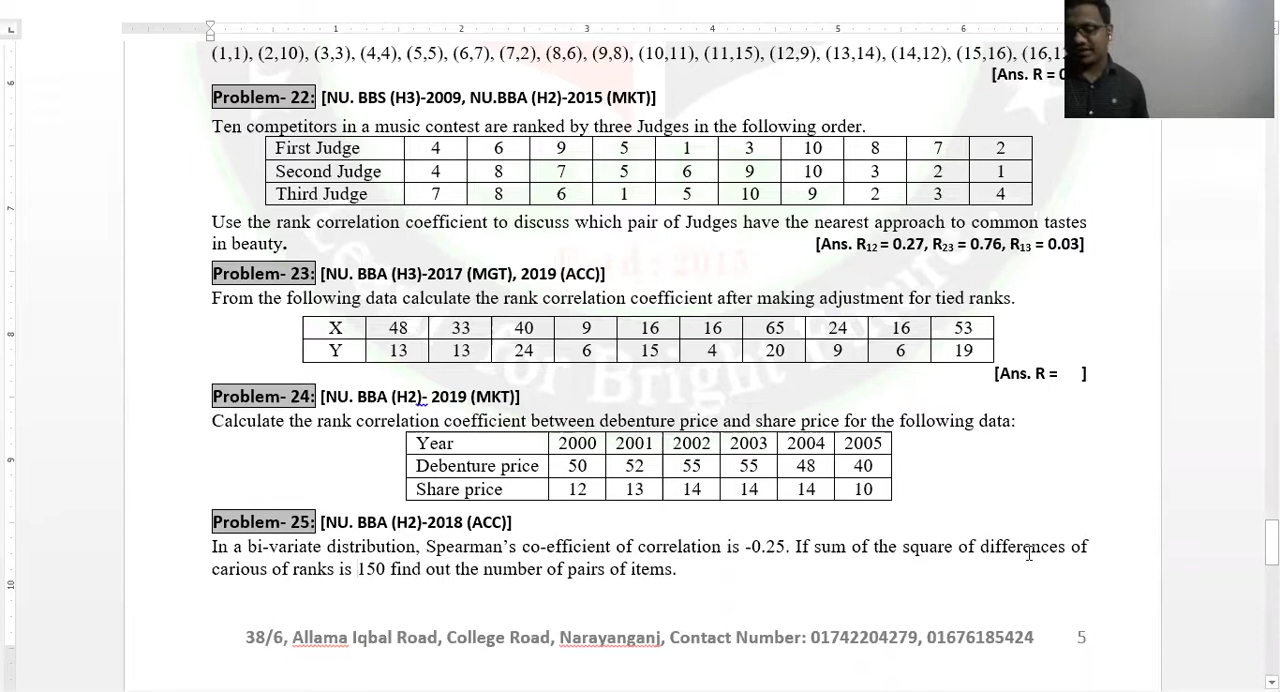 1 2 3 4 5 6
(1,1), (2,10), (3,3), (4,4), (5,5), (6,7), (7,2), (8,6), (9,8), (10,11), (11,15), (12,9), (13,14), (14,12), (15,16), (16,1
[Ans. R = 0
Problem- 22: [NU. BBS (H3)-2009, NU.BBA (H2)-2015 (MKT)]
Ten competitors in a music contest are ranked by three Judges in the following order.
First Judge 4 6 9 5 1 3 10 8 7 2
Second Judge 4 8 7 5 6 9 10 3 2 1
Third Judge 7 8 6 1 5 10 9 2 3 4
Use the rank correlation coefficient to discuss which pair of Judges have the nearest approach to common tastes
in beauty. [Ans. R12 = 0.27, R23 = 0.76, R13 = 0.03]
Problem- 23: [NU. BBA (H3)-2017 (MGT), 2019 (ACC)]
From the following data calculate the rank correlation coefficient after making adjustment for tied ranks.
X 48 33 40 9 16 16 65 24 16 53
Y 13 13 24 6 15 4 20 9 6 19
[Ans. R = ]
Problem- 24: [NU. BBA (H2)- 2019 (MKT)]
Calculate the rank correlation coefficient between debenture price and share price for the following data:
Year 2000 2001 2002 2003 2004 2005
Debenture price 50 52 55 55 48 40
Share price 12 13 14 14 14 10
Problem- 25: [NU. BBA (H2)-2018 (ACC)]
In a bi-variate distribution, Spearman's co-efficient of correlation is -0.25. If sum of the square of differences of
carious of ranks is 150 find out the number of pairs of items.
38/6, Allama Iqbal Road, College Road, Narayanganj, Contact Number: 01742204279, 01676185424 5